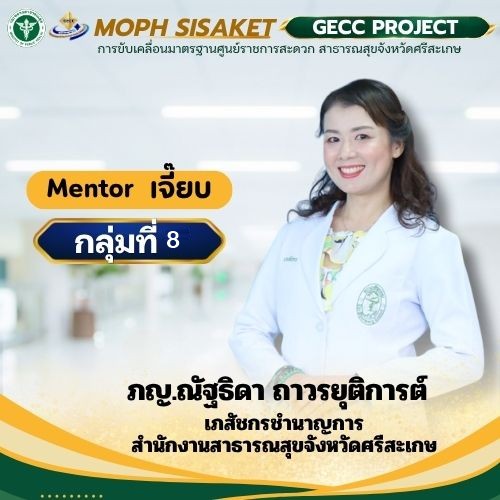 MOPH SISAKET GECC PROJECT
การขับเคลื่อนมาตรฐานศูนย์ราชการสะดวก สาธารณสุขจังหวัดศรีสะเกษ
Mentor เจี๊ยบ
กลุ่มที่ 8
ภญ.ณัฐธิดา ถาวรยุติการต์
เภสัชกรชำนาญการ
สำนักงานสาธารณสุขจังหวัดศรีสะเกษ